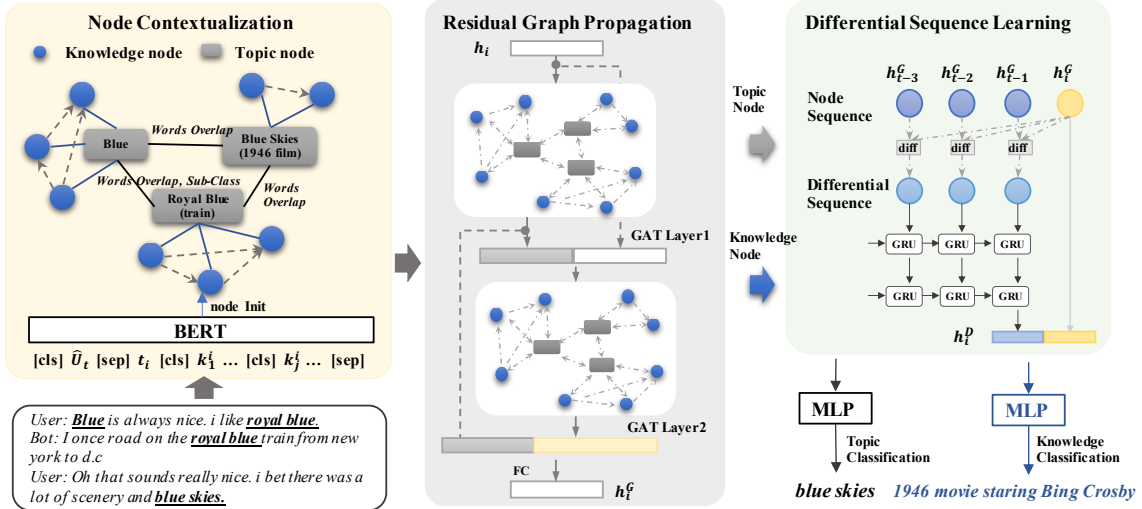 Node Contextualization
Knowledge node
Topic node
Words Overlap
Blue
Blue Skies
(1946 film)
Words Overlap, Sub-Class
Words
Overlap
Royal Blue
(train)
node Init
BERT
[cls] Û_t [sep] t_i [cls] k_1^i ... [cls] k_j^i ... [sep]
User: Blue is always nice. i like royal blue.
Bot: I once road on the royal blue train from new
york to d.c
User: Oh that sounds really nice. i bet there was a
lot of scenery and blue skies.
Residual Graph Propagation
h_i
GAT Layer1
GAT Layer2
FC
h_i^G
Topic
Node
Knowledge
Node
Differential Sequence Learning
h_{t-3}^G h_{t-2}^G h_{t-1}^G h_i^G
Node
Sequence
diff diff diff
Differential
Sequence
GRU GRU GRU
GRU GRU GRU
h_i^D
MLP
MLP
Topic
Classification
Knowledge
Classification
blue skies
1946 movie staring Bing Crosby